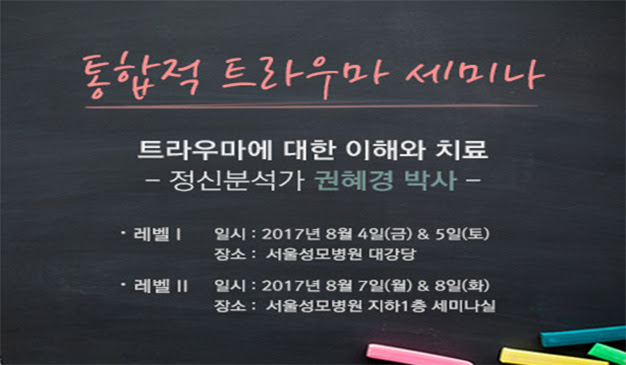 통합적 트라우마 세미나
트라우마에 대한 이해와 치료
– 정신분석가 권혜경 박사 –
· 레벨 I 일시 : 2017년 8월 4일(금) & 5일(토)
장소 : 서울성모병원 대강당
· 레벨 II 일시 : 2017년 8월 7일(월) & 8일(화)
장소 : 서울성모병원 지하1층 세미나실